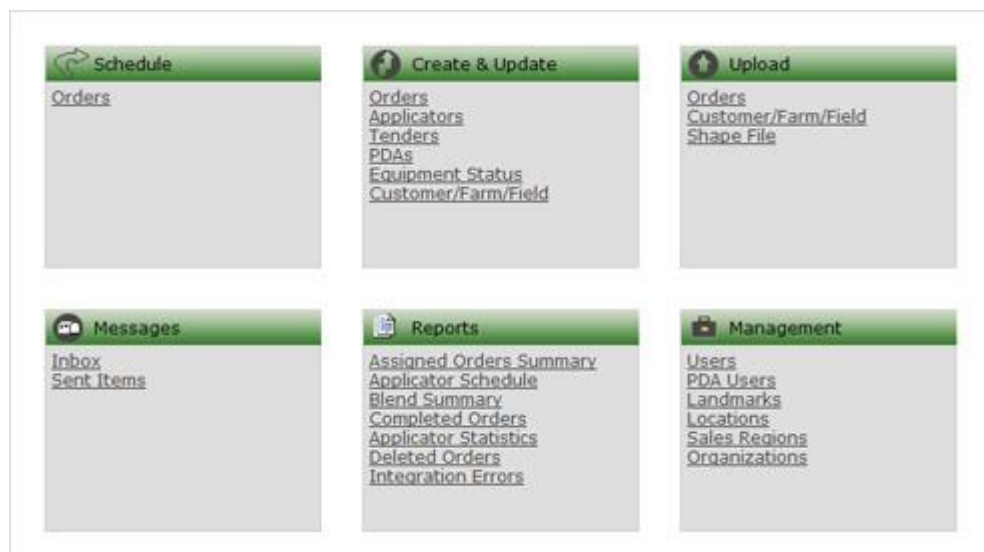 Schedule
Orders
Create & Update
Orders
Applicators
Tenders
PDAs
Equipment Status
Customer/Farm/Field
Upload
Orders
Customer/Farm/Field
Shape File
Messages
Inbox
Sent Items
Reports
Assigned Orders Summary
Applicator Schedule
Blend Summary
Completed Orders
Applicator Statistics
Deleted Orders
Integration Errors
Management
Users
PDA Users
Landmarks
Locations
Sales Regions
Organizations